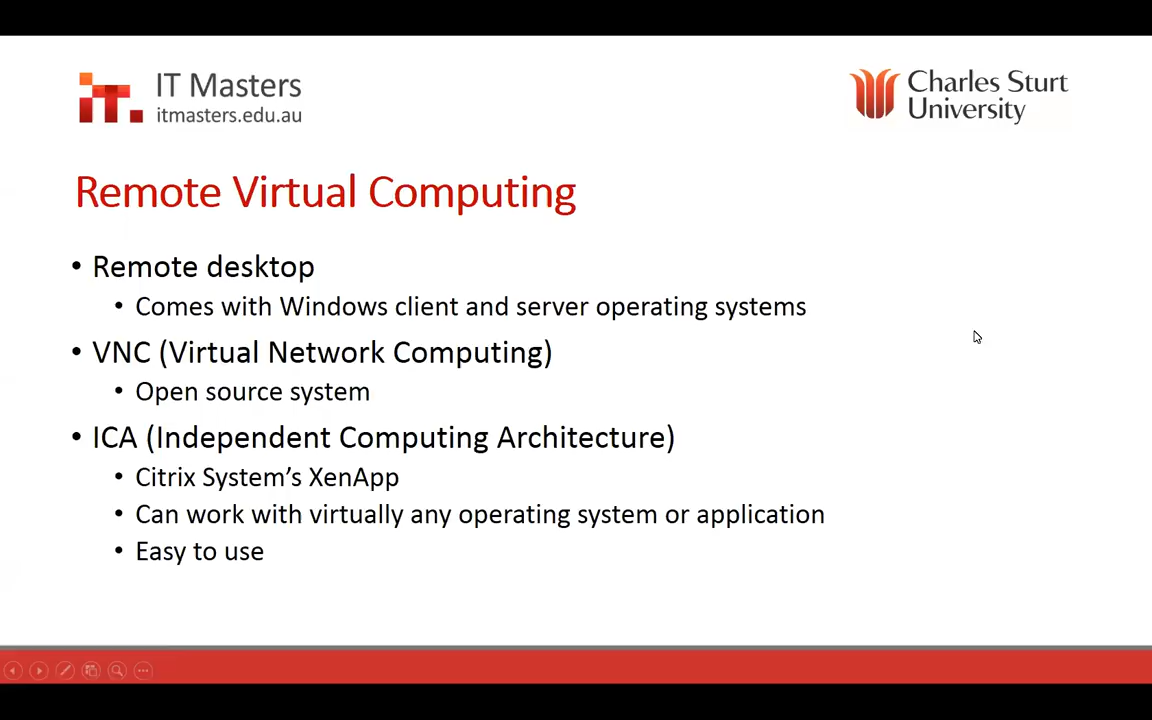 IT Masters
itmasters.edu.au
Charles Sturt
University
Remote Virtual Computing
• Remote desktop
• Comes with Windows client and server operating systems
• VNC (Virtual Network Computing)
• Open source system
• ICA (Independent Computing Architecture)
• Citrix System’s XenApp
• Can work with virtually any operating system or application
• Easy to use